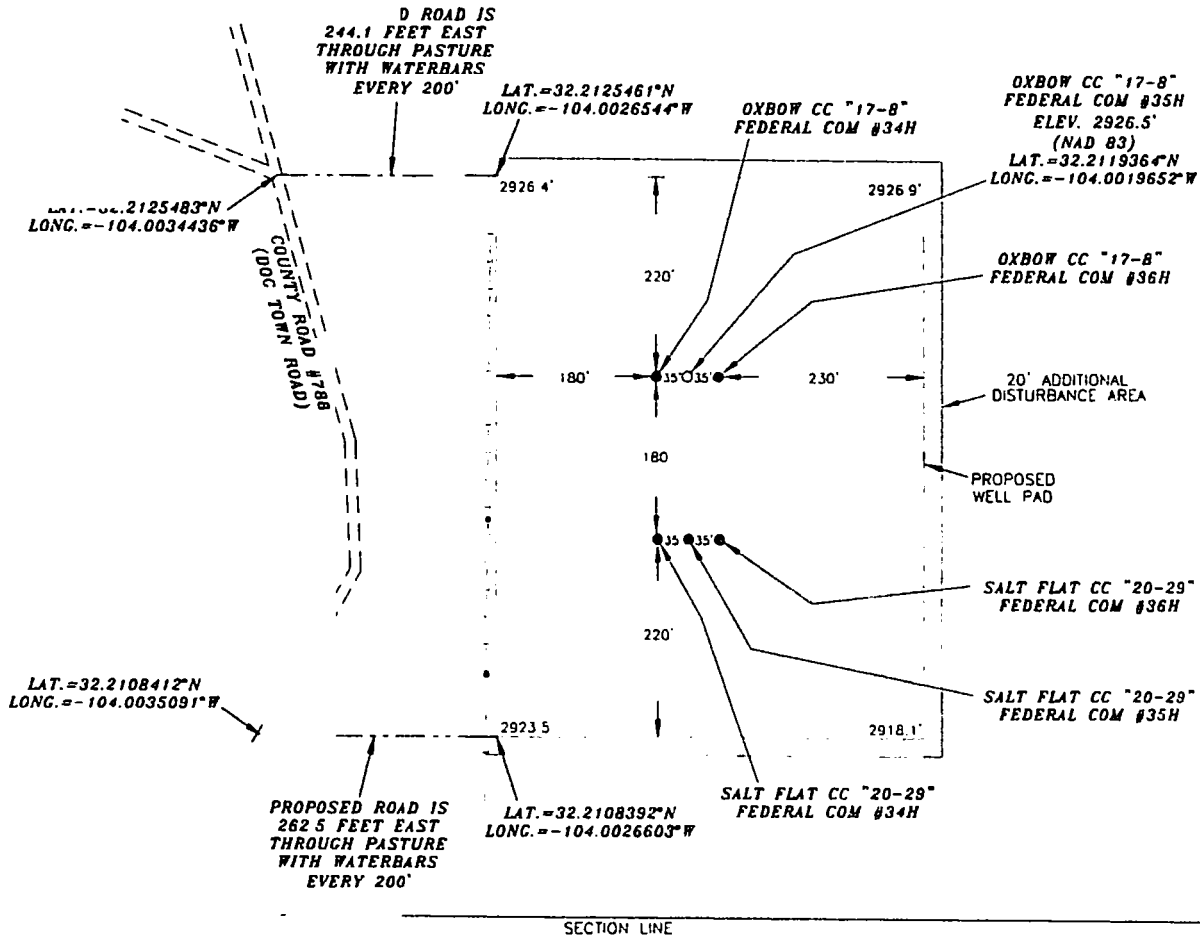 D ROAD IS
244.1 FEET EAST
THROUGH PASTURE
WITH WATERBARS
EVERY 200'
LAT.=32.2125461°N
LONG.=-104.0026544°W
OXBOW CC "17-8"
FEDERAL COM #34H
OXBOW CC "17-8"
FEDERAL COM #35H
ELEV. 2926.5'
(NAD 83)
LAT.=32.2119364°N
LONG.=-104.0019652°W
2926.4'
2926 9'
.2125483°N
LONG.=-104.0034436°W
COUNTY ROAD #788
(DOG TOWN ROAD)
220'
OXBOW CC "17-8"
FEDERAL COM #36H
180'
35'
35'
230'
20' ADDITIONAL
DISTURBANCE AREA
180
PROPOSED
WELL PAD
35
35'
SALT FLAT CC "20-29"
FEDERAL COM #36H
220'
LAT.=32.2108412°N
LONG.=-104.0035091°W
SALT FLAT CC "20-29"
FEDERAL COM #35H
2923.5
2918.1'
SALT FLAT CC "20-29"
FEDERAL COM #34H
PROPOSED ROAD IS
262 5 FEET EAST
THROUGH PASTURE
WITH WATERBARS
EVERY 200'
LAT.=32.2108392°N
LONG.=-104.0026603°W
SECTION LINE